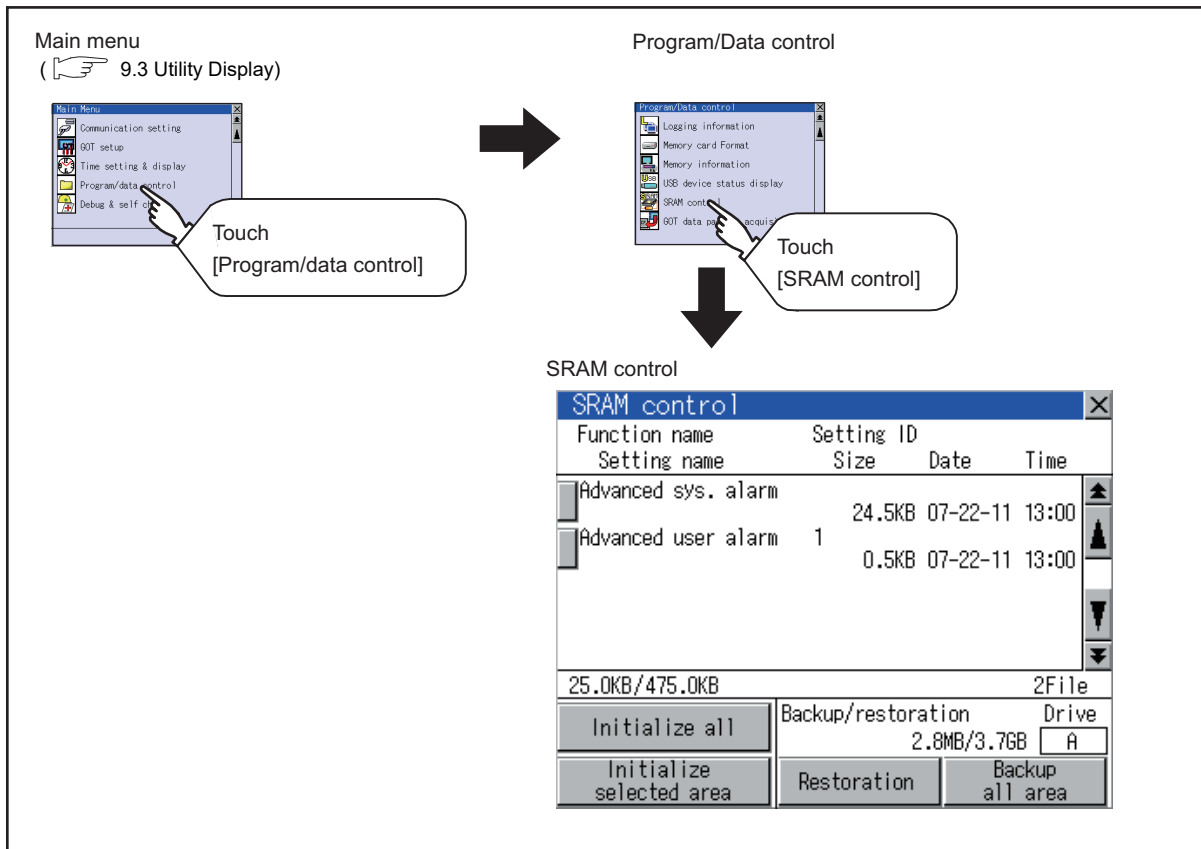 Main menu
( 9.3 Utility Display)
Main Menu
Communication setting
GOT setup
Time setting & display
Program/data control
Debug & self ch
Touch
[Program/data control]
Program/Data control
Program/Data control
Logging information
Memory card Format
Memory information
USB device status display
SRAM control
GOT data pa acquis
Touch
[SRAM control]
SRAM control
SRAM control
Function name Setting ID
Setting name Size Date Time
Advanced sys. alarm
24.5KB 07-22-11 13:00
Advanced user alarm 1
0.5KB 07-22-11 13:00
25.0KB/475.0KB 2File
Initialize all
Backup/restoration Drive
2.8MB/3.7GB A
Initialize
selected area
Restoration
Backup
all area